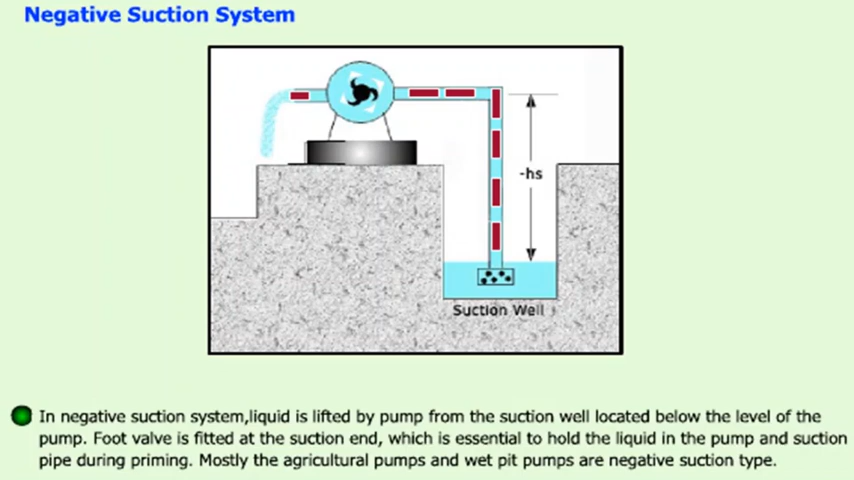 Negative Suction System
-hs
Suction Well
In negative suction system,liquid is lifted by pump from the suction well located below the level of the
pump. Foot valve is fitted at the suction end, which is essential to hold the liquid in the pump and suction
pipe during priming. Mostly the agricultural pumps and wet pit pumps are negative suction type.